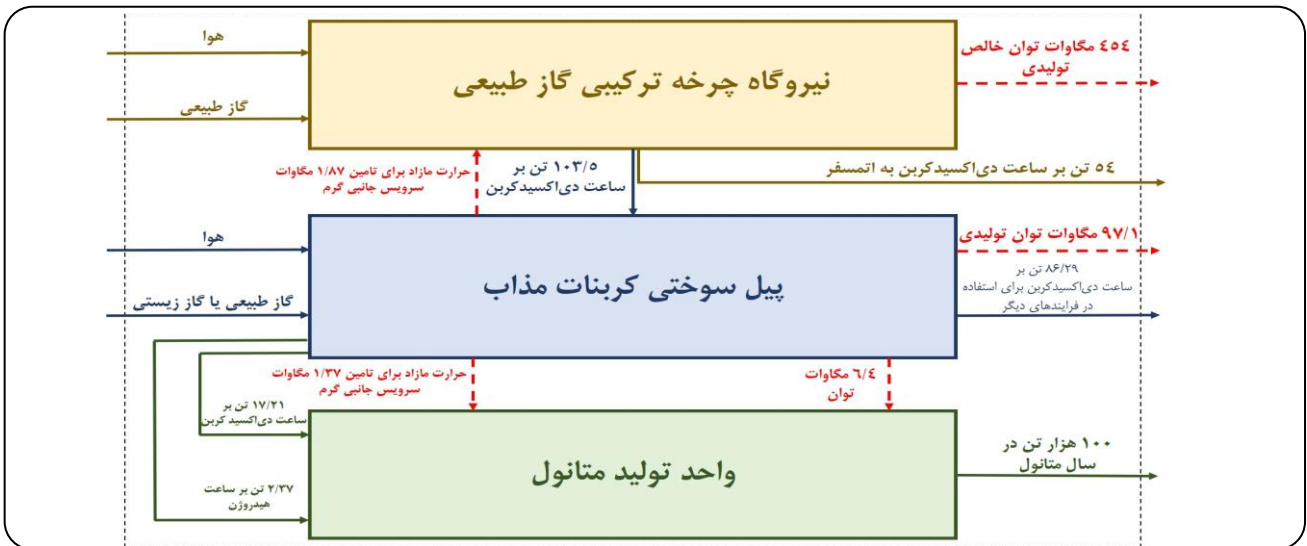 هوا
نیروگاه چرخه ترکیبی گاز طبیعی
٤٥٤ مگاوات توان خالص
تولیدی
گاز طبیعی
حرارت مازاد برای تامین ۱/۸۷ مگاوات
سرویس جانبی گرم
۱۰۳/۵ تن بر
ساعت دی‌اکسیدکربن
٥٤ تن بر ساعت دی‌اکسیدکربن به اتمسفر
هوا
پیل سوختی کربنات مذاب
۹۷/۱ مگاوات توان تولیدی
۸۶/۲۹ تن بر
ساعت دی‌اکسیدکربن برای استفاده
در فرایندهای دیگر
گاز طبیعی یا گاز زیستی
حرارت مازاد برای تامین ۱/۳۷ مگاوات
سرویس جانبی گرم
٦/٤ مگاوات
توان
۱۷/۲۱ تن بر
ساعت دی‌اکسید کربن
واحد تولید متانول
۱۰۰ هزار تن در
سال متانول
۲/۳۷ تن بر ساعت
هیدروژن